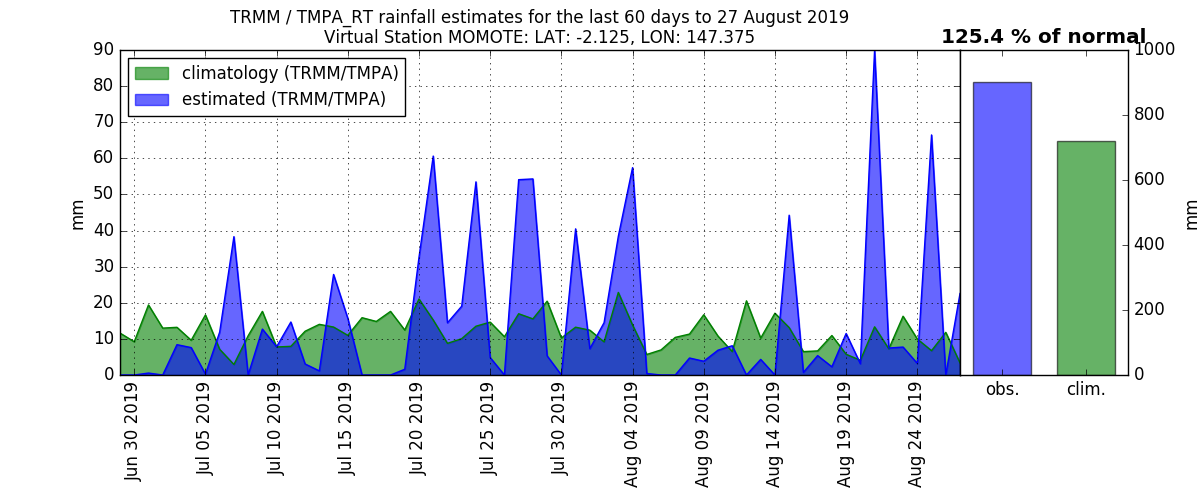 TRMM / TMPA_RT rainfall estimates for the last 60 days to 27 August 2019
Virtual Station MOMOTE: LAT: -2.125, LON: 147.375
125.4 % of normal
climatology (TRMM/TMPA)
estimated (TRMM/TMPA)
mm
90
80
70
60
50
40
30
20
10
0
Jun 30 2019
Jul 05 2019
Jul 10 2019
Jul 15 2019
Jul 20 2019
Jul 25 2019
Jul 30 2019
Aug 04 2019
Aug 09 2019
Aug 14 2019
Aug 19 2019
Aug 24 2019
obs.
clim.
1000
800
600
400
200
0
mm